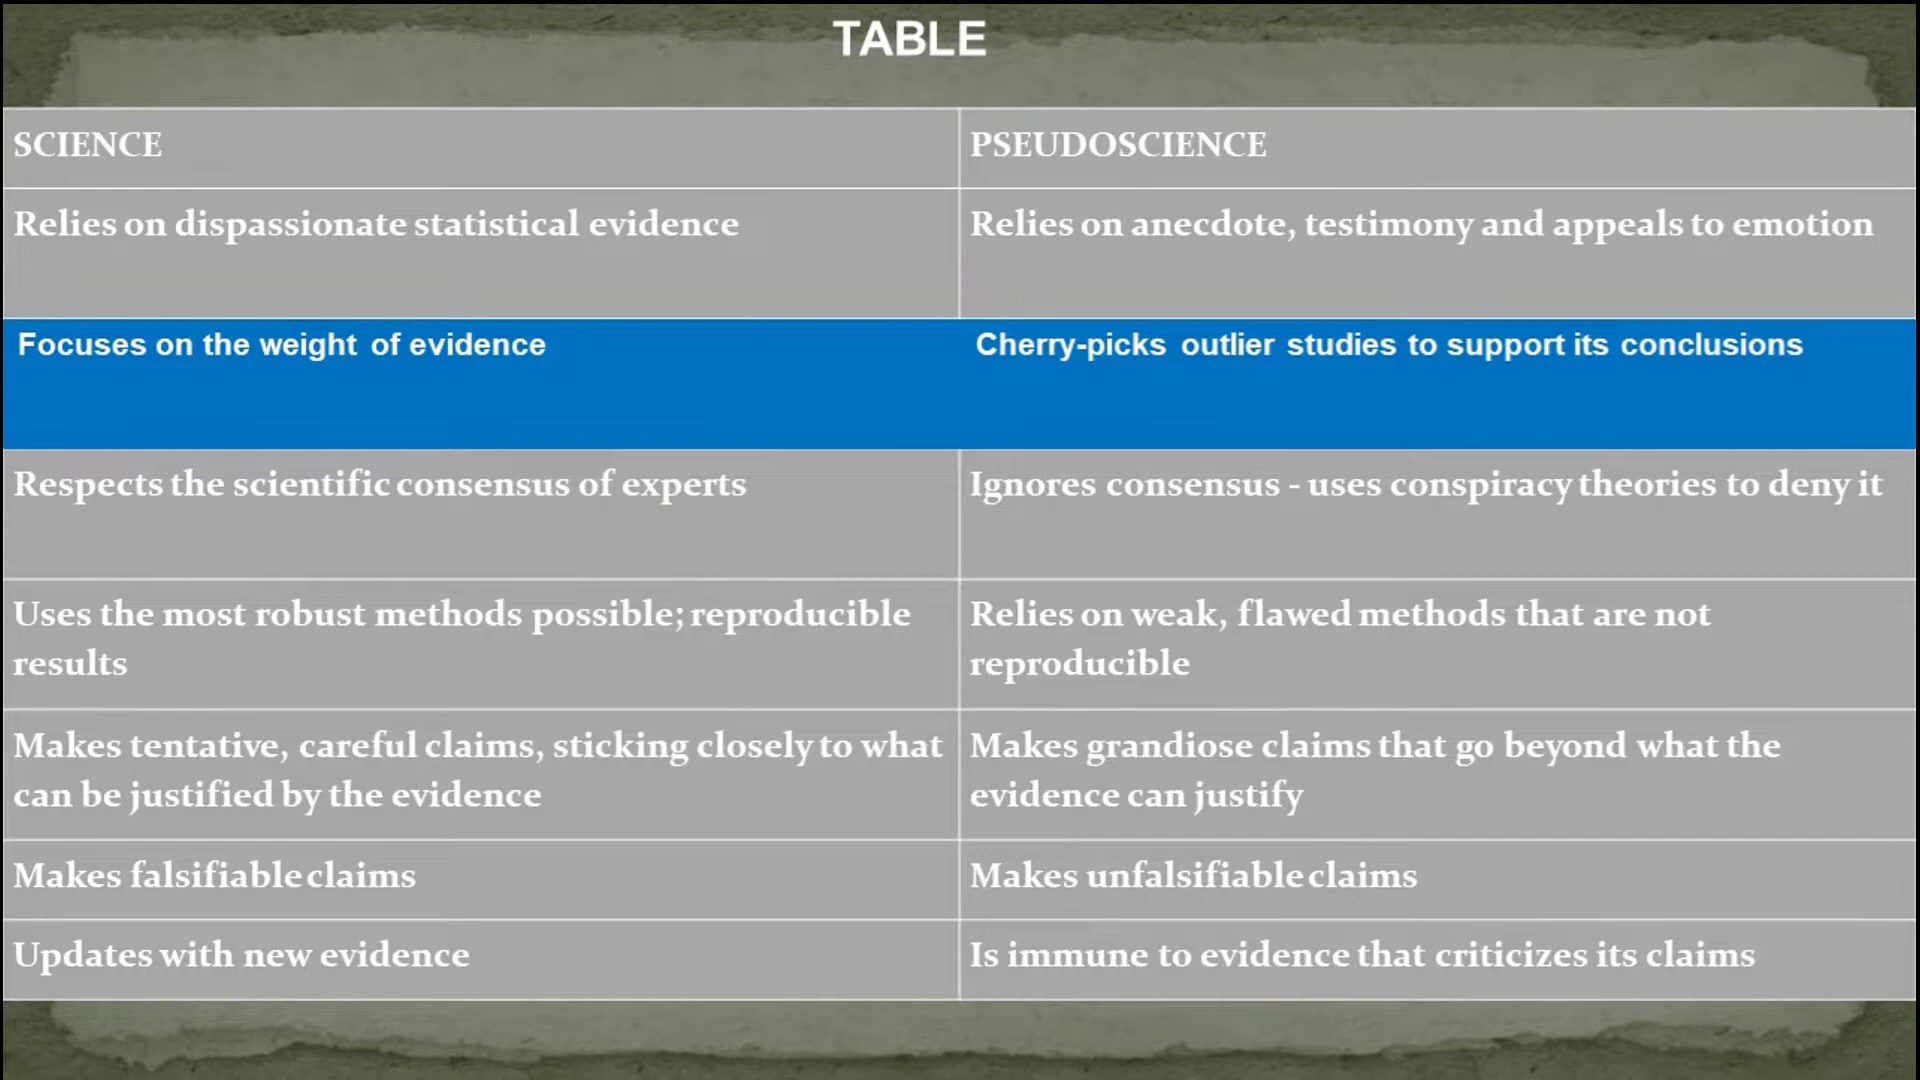 TABLE
SCIENCE
PSEUDOSCIENCE
Relies on dispassionate statistical evidence
Relies on anecdote, testimony and appeals to emotion
Focuses on the weight of evidence
Cherry-picks outlier studies to support its conclusions
Respects the scientific consensus of experts
Ignores consensus - uses conspiracy theories to deny it
Uses the most robust methods possible; reproducible
results
Relies on weak, flawed methods that are not
reproducible
Makes tentative, careful claims, sticking closely to what
can be justified by the evidence
Makes grandiose claims that go beyond what the
evidence can justify
Makes falsifiable claims
Makes unfalsifiable claims
Updates with new evidence
Is immune to evidence that criticizes its claims